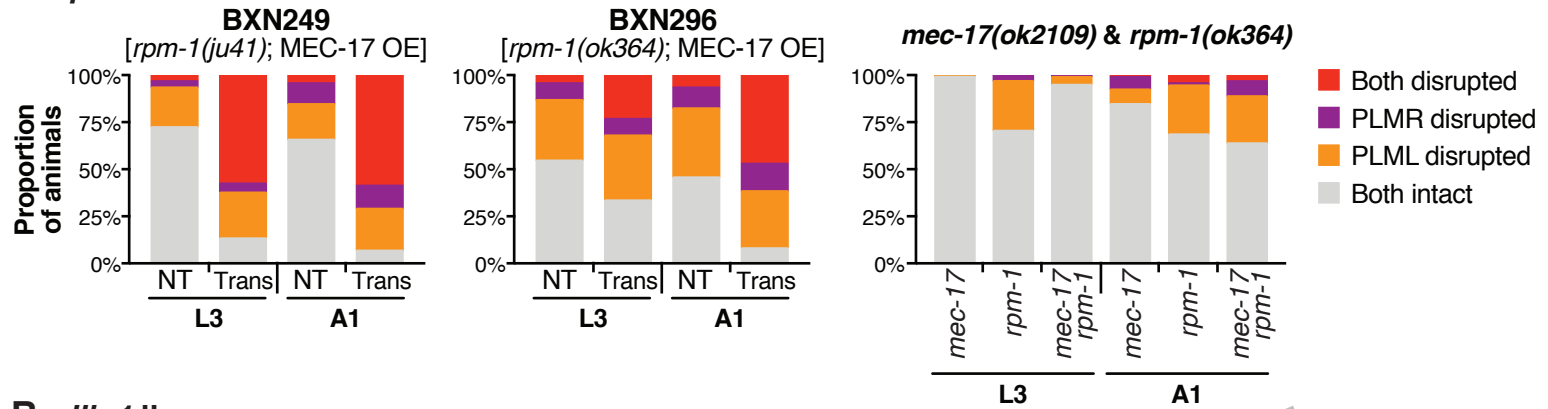 BXN249
[rpm-1(ju41); MEC-17 OE]
Proportion
of animals
100%
75%
50%
25%
0%
NT Trans NT Trans
L3 A1
BXN296
[rpm-1(ok364); MEC-17 OE]
100%
75%
50%
25%
0%
NT Trans NT Trans
L3 A1
mec-17(ok2109) & rpm-1(ok364)
100%
75%
50%
25%
0%
mec-17
rpm-1
mec-17
rpm-1
mec-17
rpm-1
mec-17
rpm-1
L3 A1
Both disrupted
PLMR disrupted
PLML disrupted
Both intact